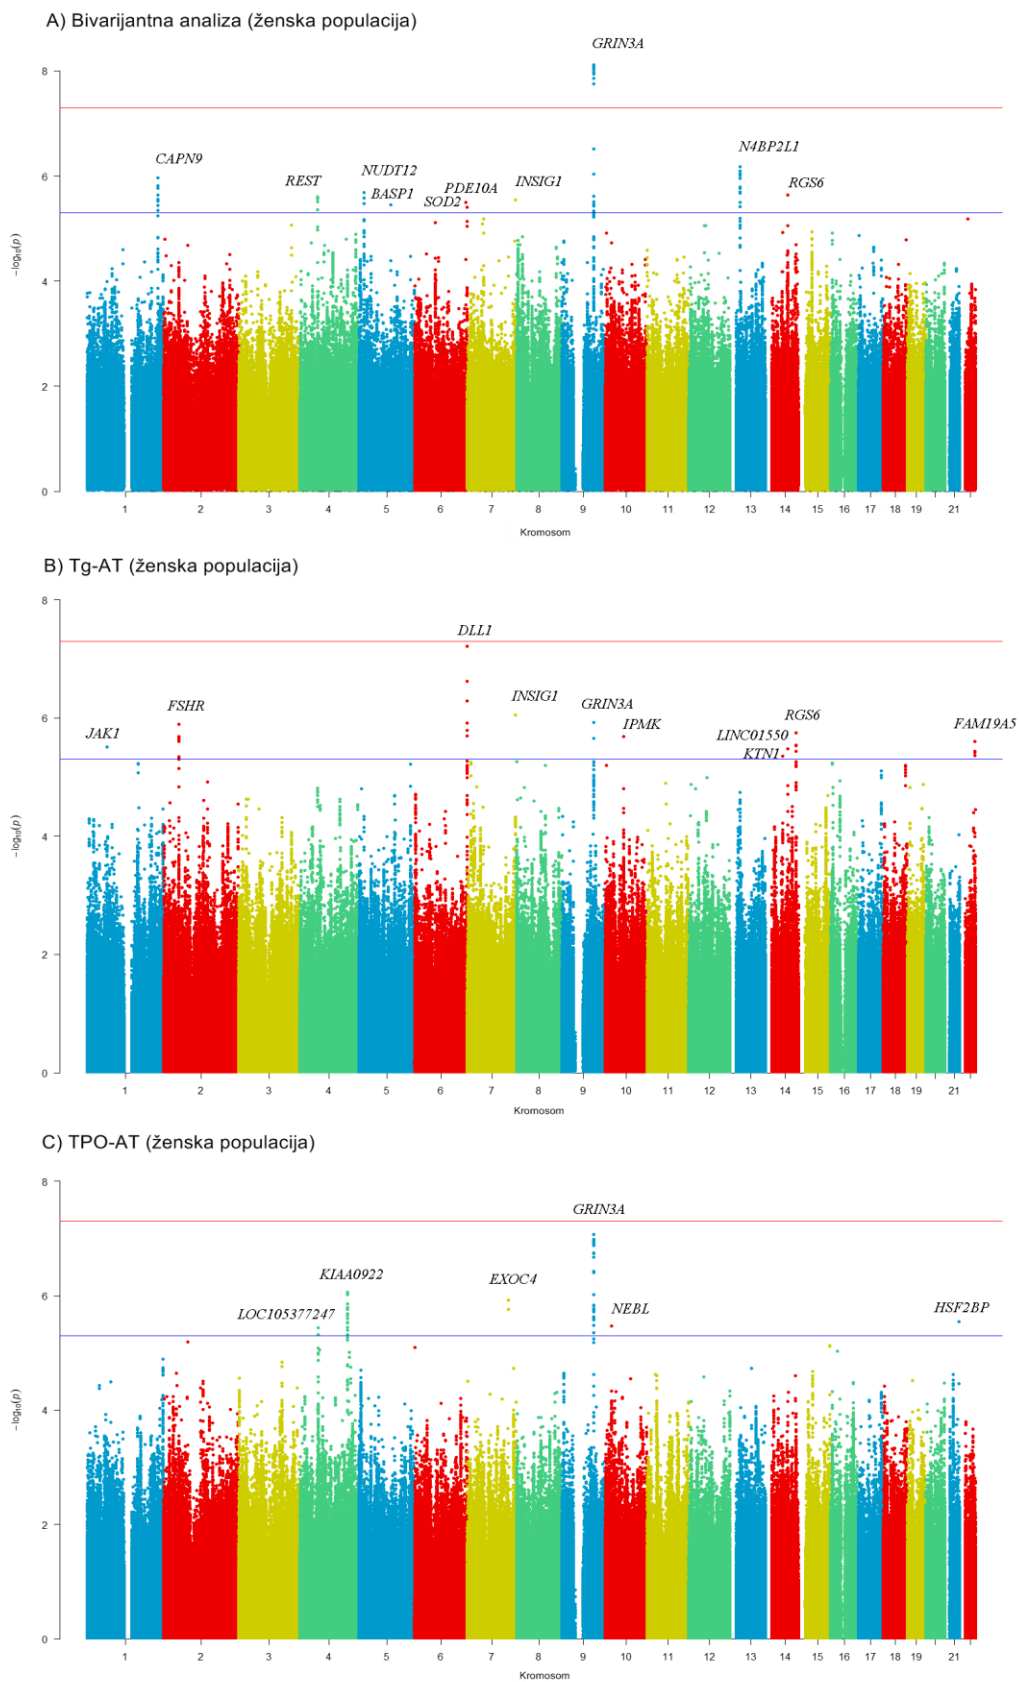 A) Bivarijantna analiza (ženska populacija)
GRIN3A
8
N4BP2L1
CAPN9
NUDT12
6
REST
INSIG1
RGS6
PDE10A
BASP1
SOD2
−log₁₀(p)
4
2
0
1 2 3 4 5 6 7 8 9 10 11 12 13 14 15 16 17 18 19 21
Kromosom
B) Tg-AT (ženska populacija)
8
DLL1
INSIG1
GRIN3A
FSHR
RGS6
6
IPMK
FAM19A5
JAK1
LINC01550
KTN1
−log₁₀(p)
4
2
0
1 2 3 4 5 6 7 8 9 10 11 12 13 14 15 16 17 18 19 21
Kromosom
C) TPO-AT (ženska populacija)
8
GRIN3A
KIAA0922
EXOC4
6
NEBL
HSF2BP
LOC105377247
−log₁₀(p)
4
2
0
1 2 3 4 5 6 7 8 9 10 11 12 13 14 15 16 17 18 19 21
Kromosom